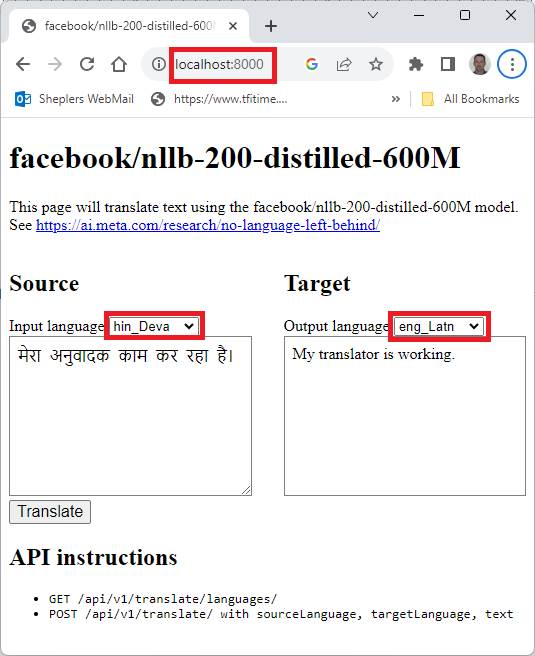 facebook/nllb-200-distilled-600M
localhost:8000
Sheplers WebMail https://www.tfitime.... » All Bookmarks
facebook/nllb-200-distilled-600M
This page will translate text using the facebook/nllb-200-distilled-600M model.
See https://ai.meta.com/research/no-language-left-behind/
Source Target
Input language hin_Deva Output language eng_Latn
मेरा अनुवादक काम कर रहा है। My translator is working.
Translate
API instructions
• GET /api/v1/translate/languages/
• POST /api/v1/translate/ with sourceLanguage, targetLanguage, text